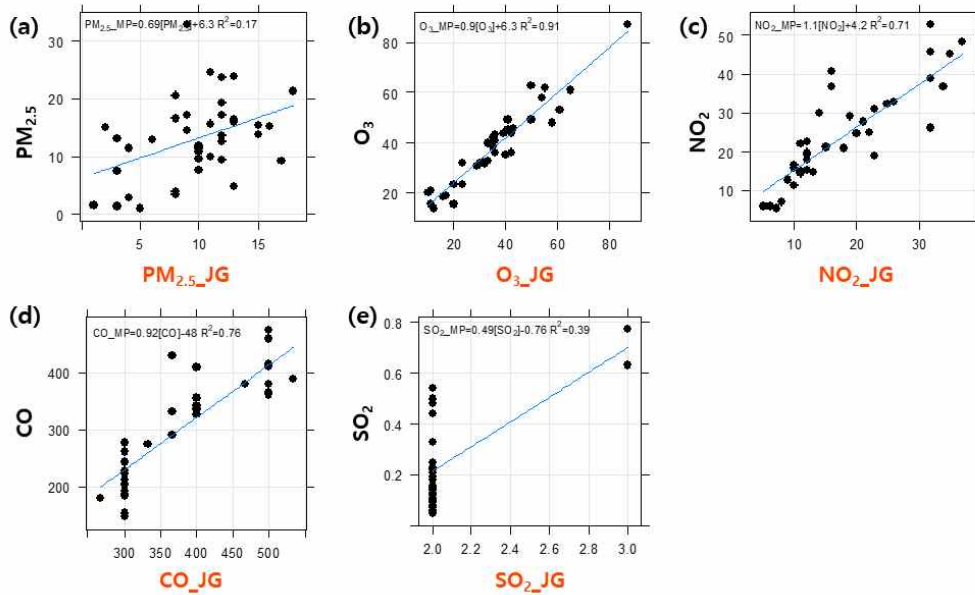 (a)
PM₂.₅_MP=0.69[PM₂.₅]+6.3 R²=0.17
30
20
10
0
PM₂.₅
5
10
15
PM₂.₅_JG
(b)
O₃_MP=0.9[O₃]+6.3 R²=0.91
80
60
40
20
O₃
20
40
60
80
O₃_JG
(c)
NO₂_MP=1.1[NO₂]+4.2 R²=0.71
50
40
30
20
10
NO₂
10
20
30
NO₂_JG
(d)
CO_MP=0.92[CO]-48 R²=0.76
400
300
200
CO
300
350
400
450
500
CO_JG
(e)
SO₂_MP=0.49[SO₂]-0.76 R²=0.39
0.8
0.6
0.4
0.2
SO₂
2.0
2.2
2.4
2.6
2.8
3.0
SO₂_JG